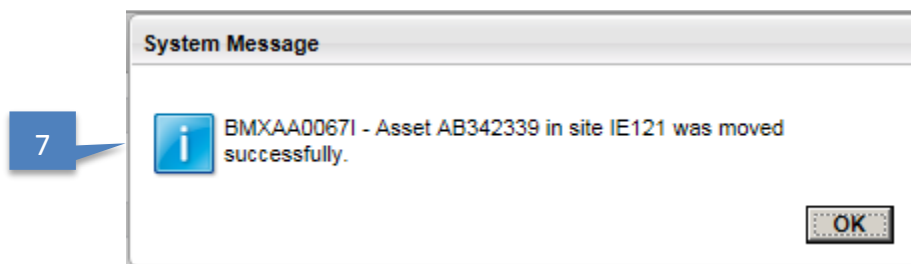 System Message
7
BMXAA0067I - Asset AB342339 in site IE121 was moved
successfully.
OK